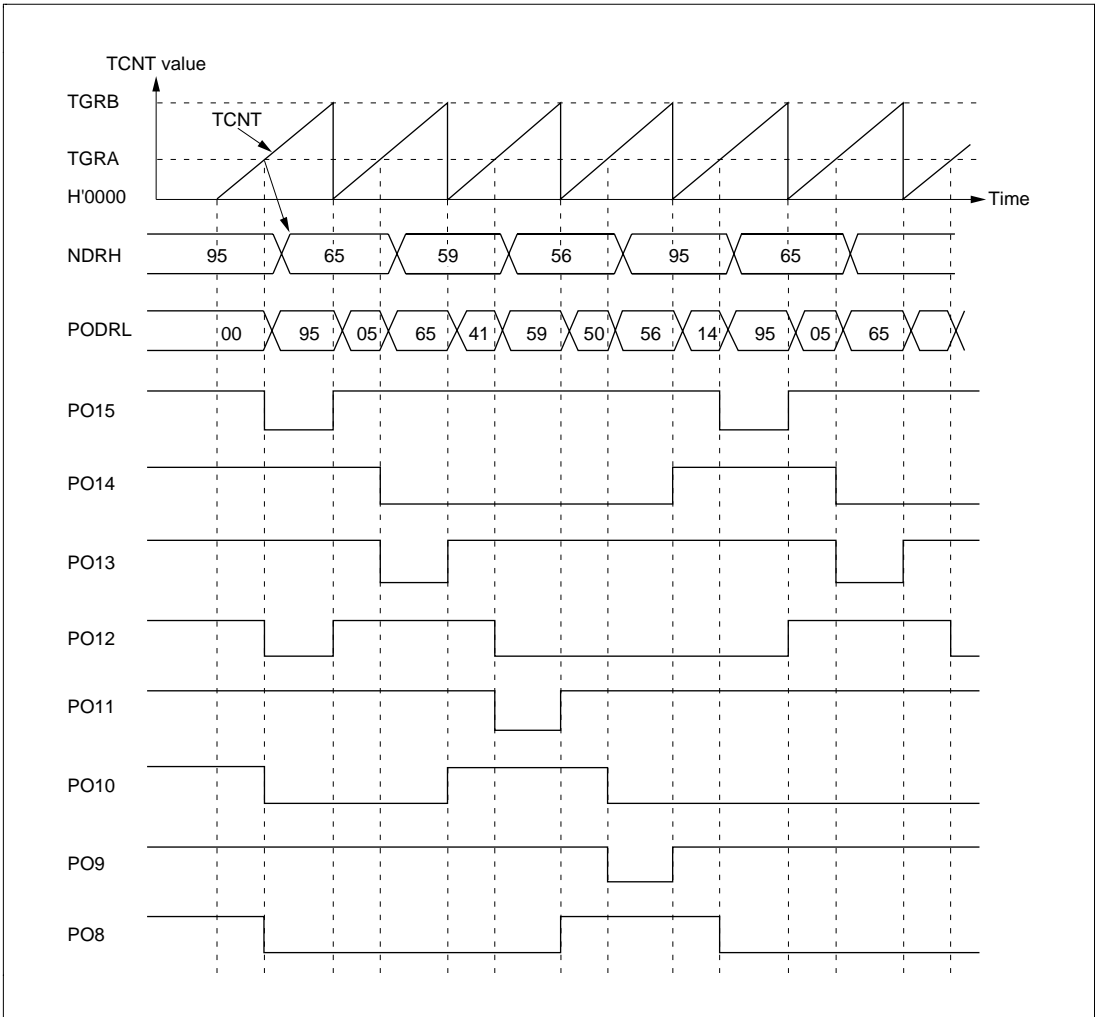 TCNT value
TGRB
TCNT
TGRA
H'0000
Time
NDRH 95 65 59 56 95 65
PODRL 00 95 05 65 41 59 50 56 14 95 05 65
PO15
PO14
PO13
PO12
PO11
PO10
PO9
PO8